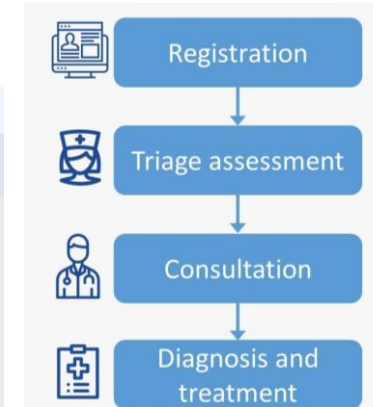 Registration
Triage assessment
Consultation
Diagnosis and
treatment